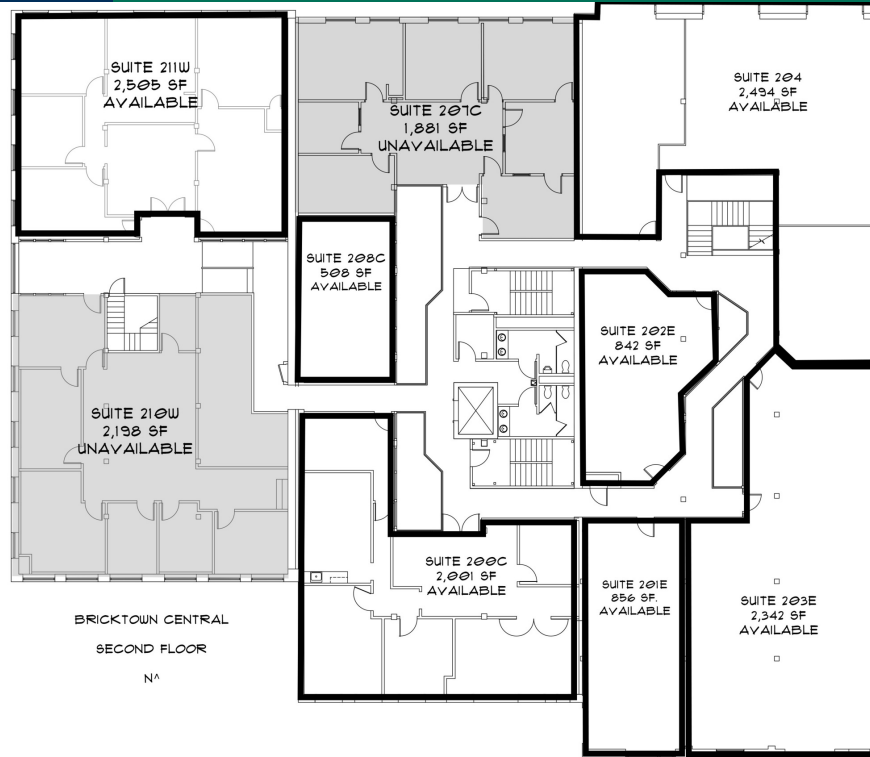 SUITE 211W
2,505 SF
AVAILABLE
SUITE 207C
1,881 SF
UNAVAILABLE
SUITE 204
2,494 SF
AVAILABLE
SUITE 208C
508 SF
AVAILABLE
SUITE 202E
842 SF
AVAILABLE
SUITE 210W
2,198 SF
UNAVAILABLE
SUITE 200C
2,001 SF
AVAILABLE
SUITE 201E
856 SF.
AVAILABLE
SUITE 203E
2,342 SF
AVAILABLE
BRICKTOWN CENTRAL
SECOND FLOOR
N^